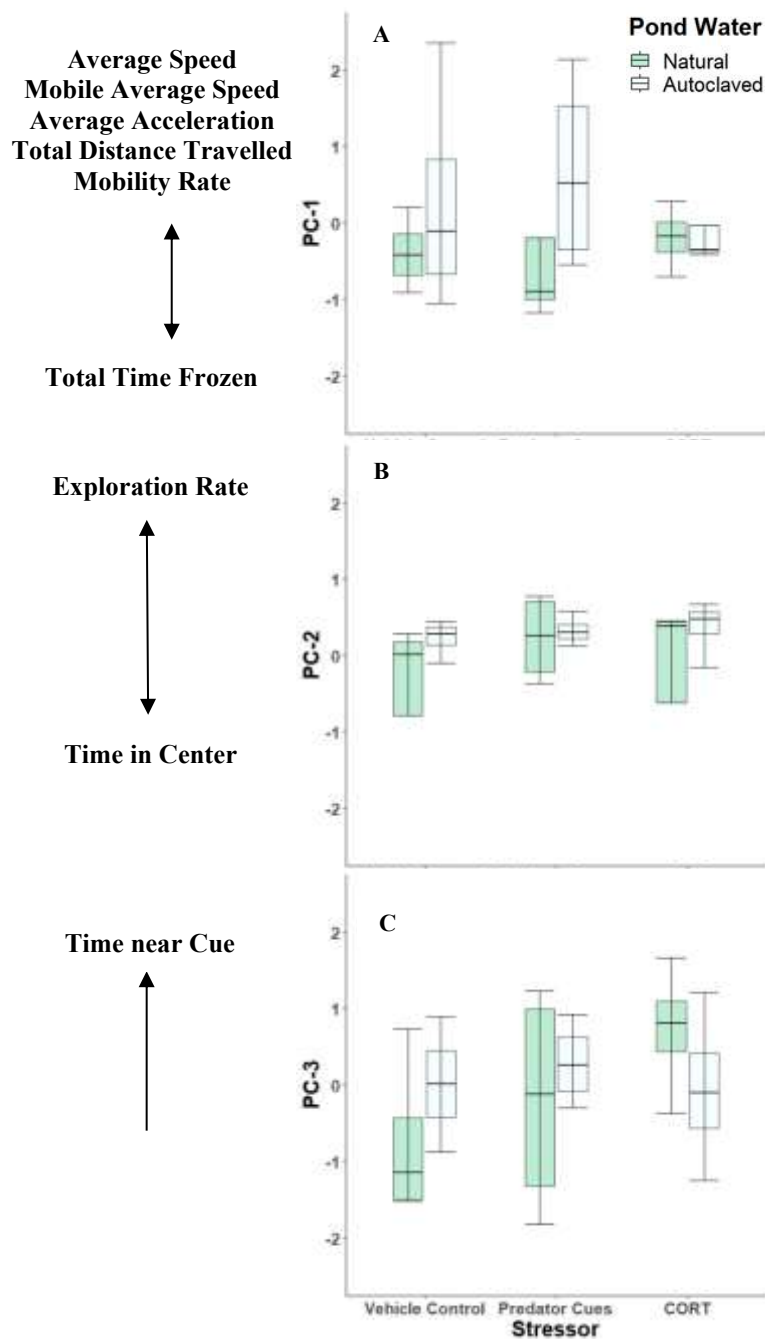 Average Speed
Mobile Average Speed
Average Acceleration
Total Distance Travelled
Mobility Rate
Total Time Frozen
A
Pond Water
Natural
Autoclaved
PC-1
2
1
0
-1
-2
Exploration Rate
Time in Center
B
PC-2
2
1
0
-1
-2
Time near Cue
C
PC-3
2
1
0
-1
-2
Vehicle Control Predator Cues CORT
Stressor